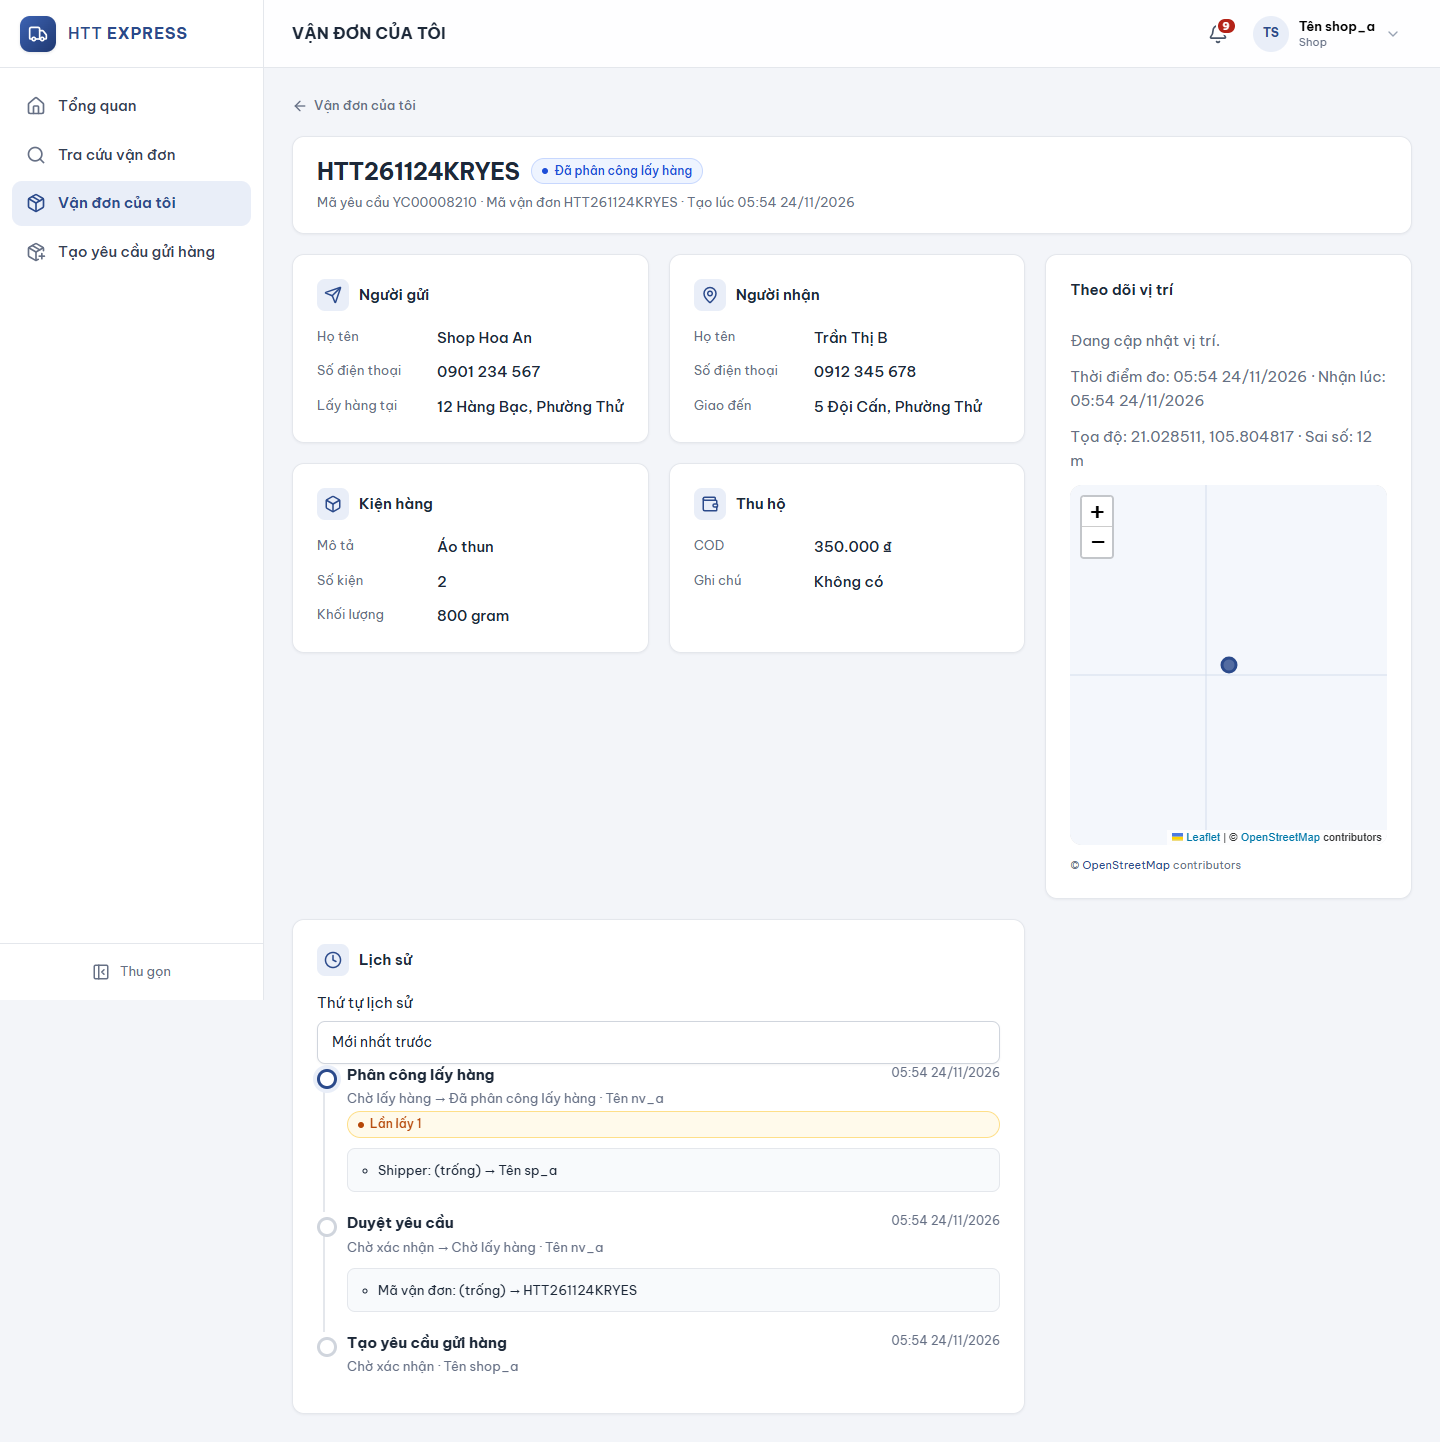 HTT EXPRESS
VẬN ĐƠN CỦA TÔI
9
TS
Tên shop_a
Shop
Tổng quan
Tra cứu vận đơn
Vận đơn của tôi
Tạo yêu cầu gửi hàng
Thu gọn
Vận đơn của tôi
HTT261124KRYES
Đã phân công lấy hàng
Mã yêu cầu YC00008210 · Mã vận đơn HTT261124KRYES · Tạo lúc 05:54 24/11/2026
Người gửi
Họ tên Shop Hoa An
Số điện thoại 0901 234 567
Lấy hàng tại 12 Hàng Bạc, Phường Thử
Người nhận
Họ tên Trần Thị B
Số điện thoại 0912 345 678
Giao đến 5 Đội Cấn, Phường Thử
Kiện hàng
Mô tả Áo thun
Số kiện 2
Khối lượng 800 gram
Thu hộ
COD 350.000 ₫
Ghi chú Không có
Theo dõi vị trí
Đang cập nhật vị trí.
Thời điểm đo: 05:54 24/11/2026 · Nhận lúc:
05:54 24/11/2026
Tọa độ: 21.028511, 105.804817 · Sai số: 12
m
+
−
Leaflet | © OpenStreetMap contributors
© OpenStreetMap contributors
Lịch sử
Thứ tự lịch sử
Mới nhất trước
Phân công lấy hàng 05:54 24/11/2026
Chờ lấy hàng → Đã phân công lấy hàng · Tên nv_a
Lần lấy 1
Shipper: (trống) → Tên sp_a
Duyệt yêu cầu 05:54 24/11/2026
Chờ xác nhận → Chờ lấy hàng · Tên nv_a
Mã vận đơn: (trống) → HTT261124KRYES
Tạo yêu cầu gửi hàng 05:54 24/11/2026
Chờ xác nhận · Tên shop_a